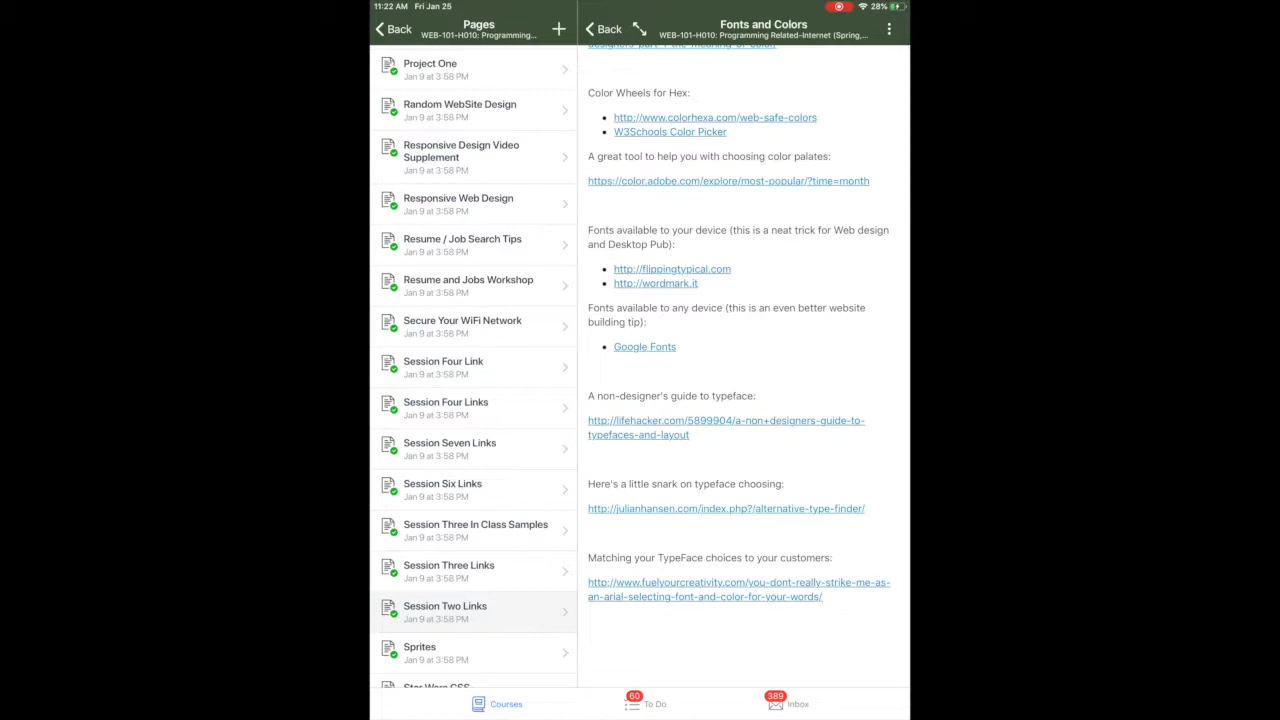 11:22 AM Fri Jan 25
28%
Back
Pages
WEB-101-H010: Programming...
Project One
Jan 9 at 3:58 PM
Random WebSite Design
Jan 9 at 3:58 PM
Responsive Design Video
Supplement
Jan 9 at 3:58 PM
Responsive Web Design
Jan 9 at 3:58 PM
Resume / Job Search Tips
Jan 9 at 3:58 PM
Resume and Jobs Workshop
Jan 9 at 3:58 PM
Secure Your WiFi Network
Jan 9 at 3:58 PM
Session Four Link
Jan 9 at 3:58 PM
Session Four Links
Jan 9 at 3:58 PM
Session Seven Links
Jan 9 at 3:58 PM
Session Six Links
Jan 9 at 3:58 PM
Session Three In Class Samples
Jan 9 at 3:58 PM
Session Three Links
Jan 9 at 3:58 PM
Session Two Links
Jan 9 at 3:58 PM
Sprites
Jan 9 at 3:58 PM
Star Wars CSS
Back
Fonts and Colors
WEB-101-H010: Programming Related-Internet (Spring,...
designers-part-1-the-meaning-of-color/
Color Wheels for Hex:
http://www.colorhexa.com/web-safe-colors
W3Schools Color Picker
A great tool to help you with choosing color palates:
https://color.adobe.com/explore/most-popular/?time=month
Fonts available to your device (this is a neat trick for Web design
and Desktop Pub):
http://flippingtypical.com
http://wordmark.it
Fonts available to any device (this is an even better website
building tip):
Google Fonts
A non-designer's guide to typeface:
http://lifehacker.com/5899904/a-non+designers-guide-to-
typefaces-and-layout
Here's a little snark on typeface choosing:
http://julianhansen.com/index.php?/alternative-type-finder/
Matching your TypeFace choices to your customers:
http://www.fuelyourcreativity.com/you-dont-really-strike-me-as-
an-arial-selecting-font-and-color-for-your-words/
Courses
60
To Do
389
Inbox